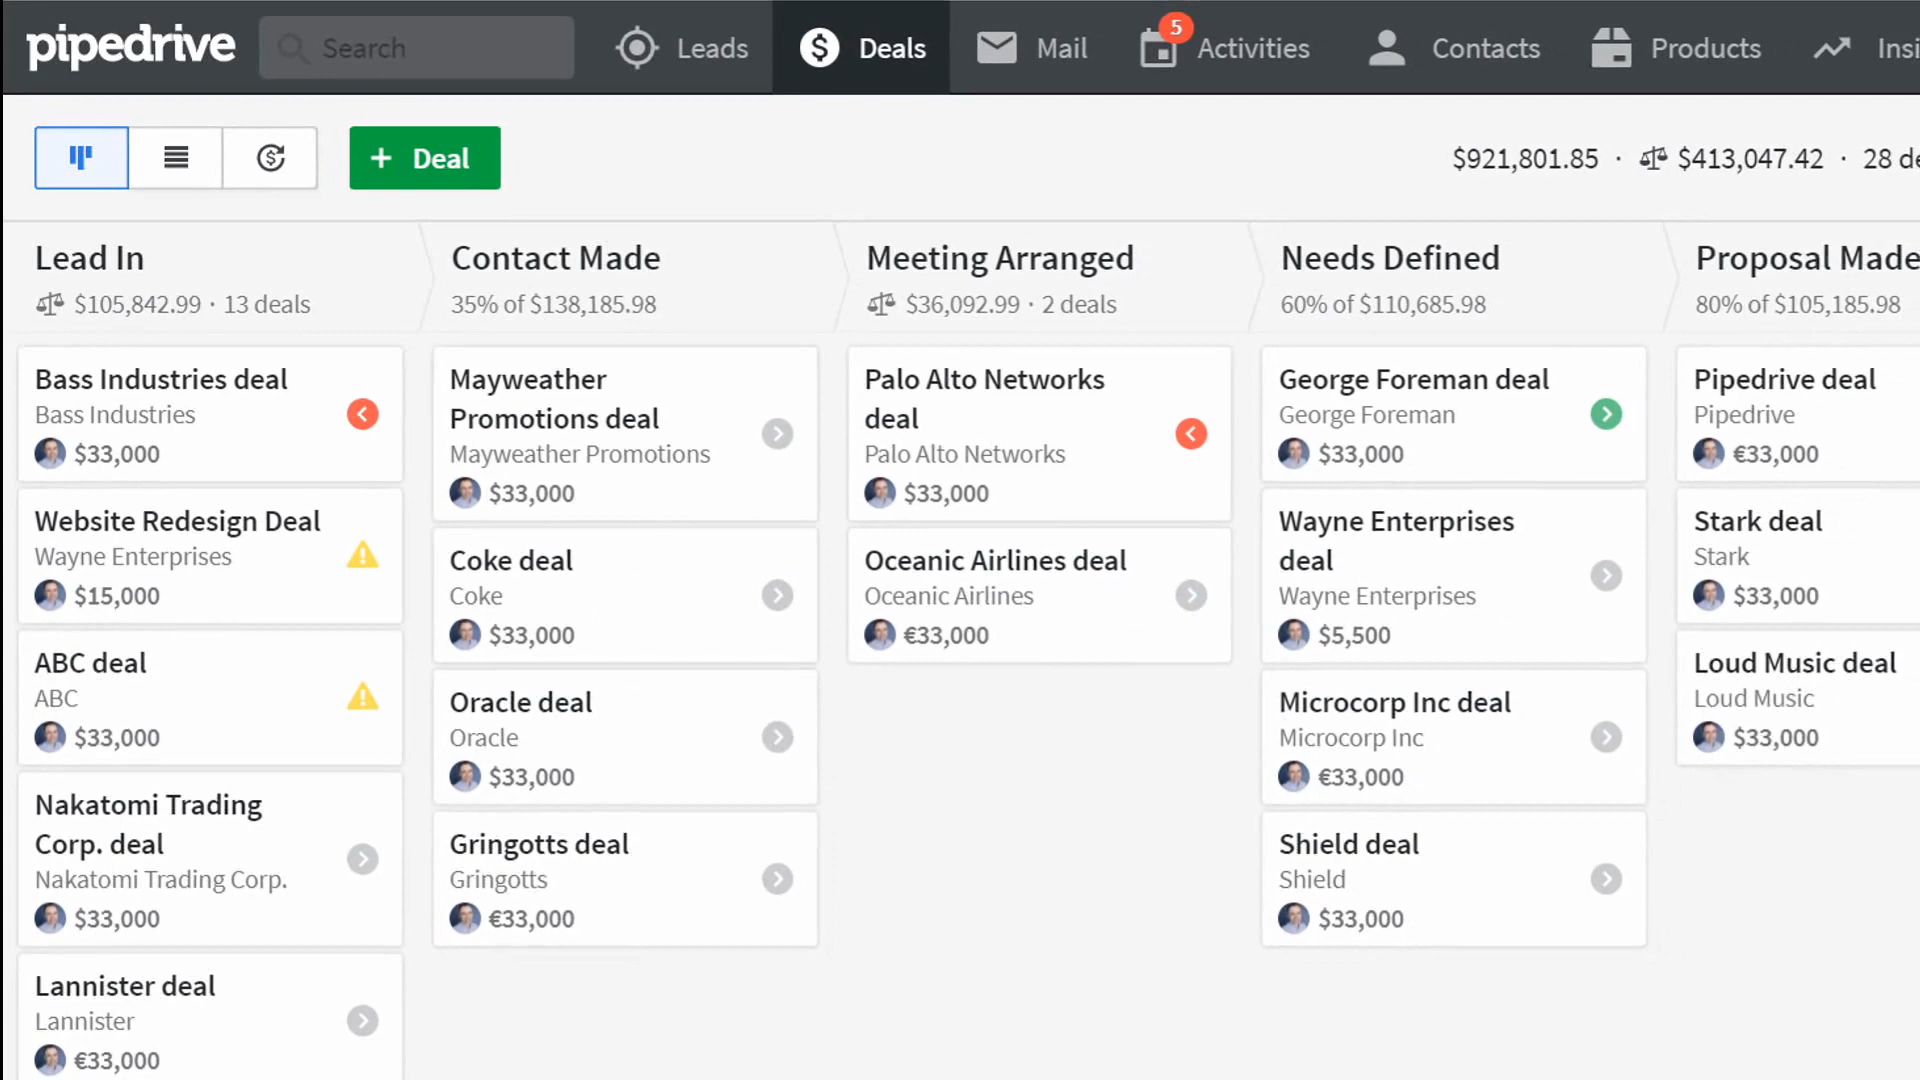 pipedrive
Search
Leads
Deals
Mail
5
Activities
Contacts
Products
Insi
+ Deal
$921,801.85 · $413,047.42 · 28 de
Lead In
$105,842.99 · 13 deals
Contact Made
35% of $138,185.98
Meeting Arranged
$36,092.99 · 2 deals
Needs Defined
60% of $110,685.98
Proposal Made
80% of $105,185.98
Bass Industries deal
Bass Industries
$33,000
Website Redesign Deal
Wayne Enterprises
$15,000
ABC deal
ABC
$33,000
Nakatomi Trading
Corp. deal
Nakatomi Trading Corp.
$33,000
Lannister deal
Lannister
€33,000
Mayweather
Promotions deal
Mayweather Promotions
$33,000
Coke deal
Coke
$33,000
Oracle deal
Oracle
$33,000
Gringotts deal
Gringotts
€33,000
Palo Alto Networks
deal
Palo Alto Networks
$33,000
Oceanic Airlines deal
Oceanic Airlines
€33,000
George Foreman deal
George Foreman
$33,000
Wayne Enterprises
deal
Wayne Enterprises
$5,500
Microcorp Inc deal
Microcorp Inc
€33,000
Shield deal
Shield
$33,000
Pipedrive deal
Pipedrive
€33,000
Stark deal
Stark
$33,000
Loud Music deal
Loud Music
$33,000